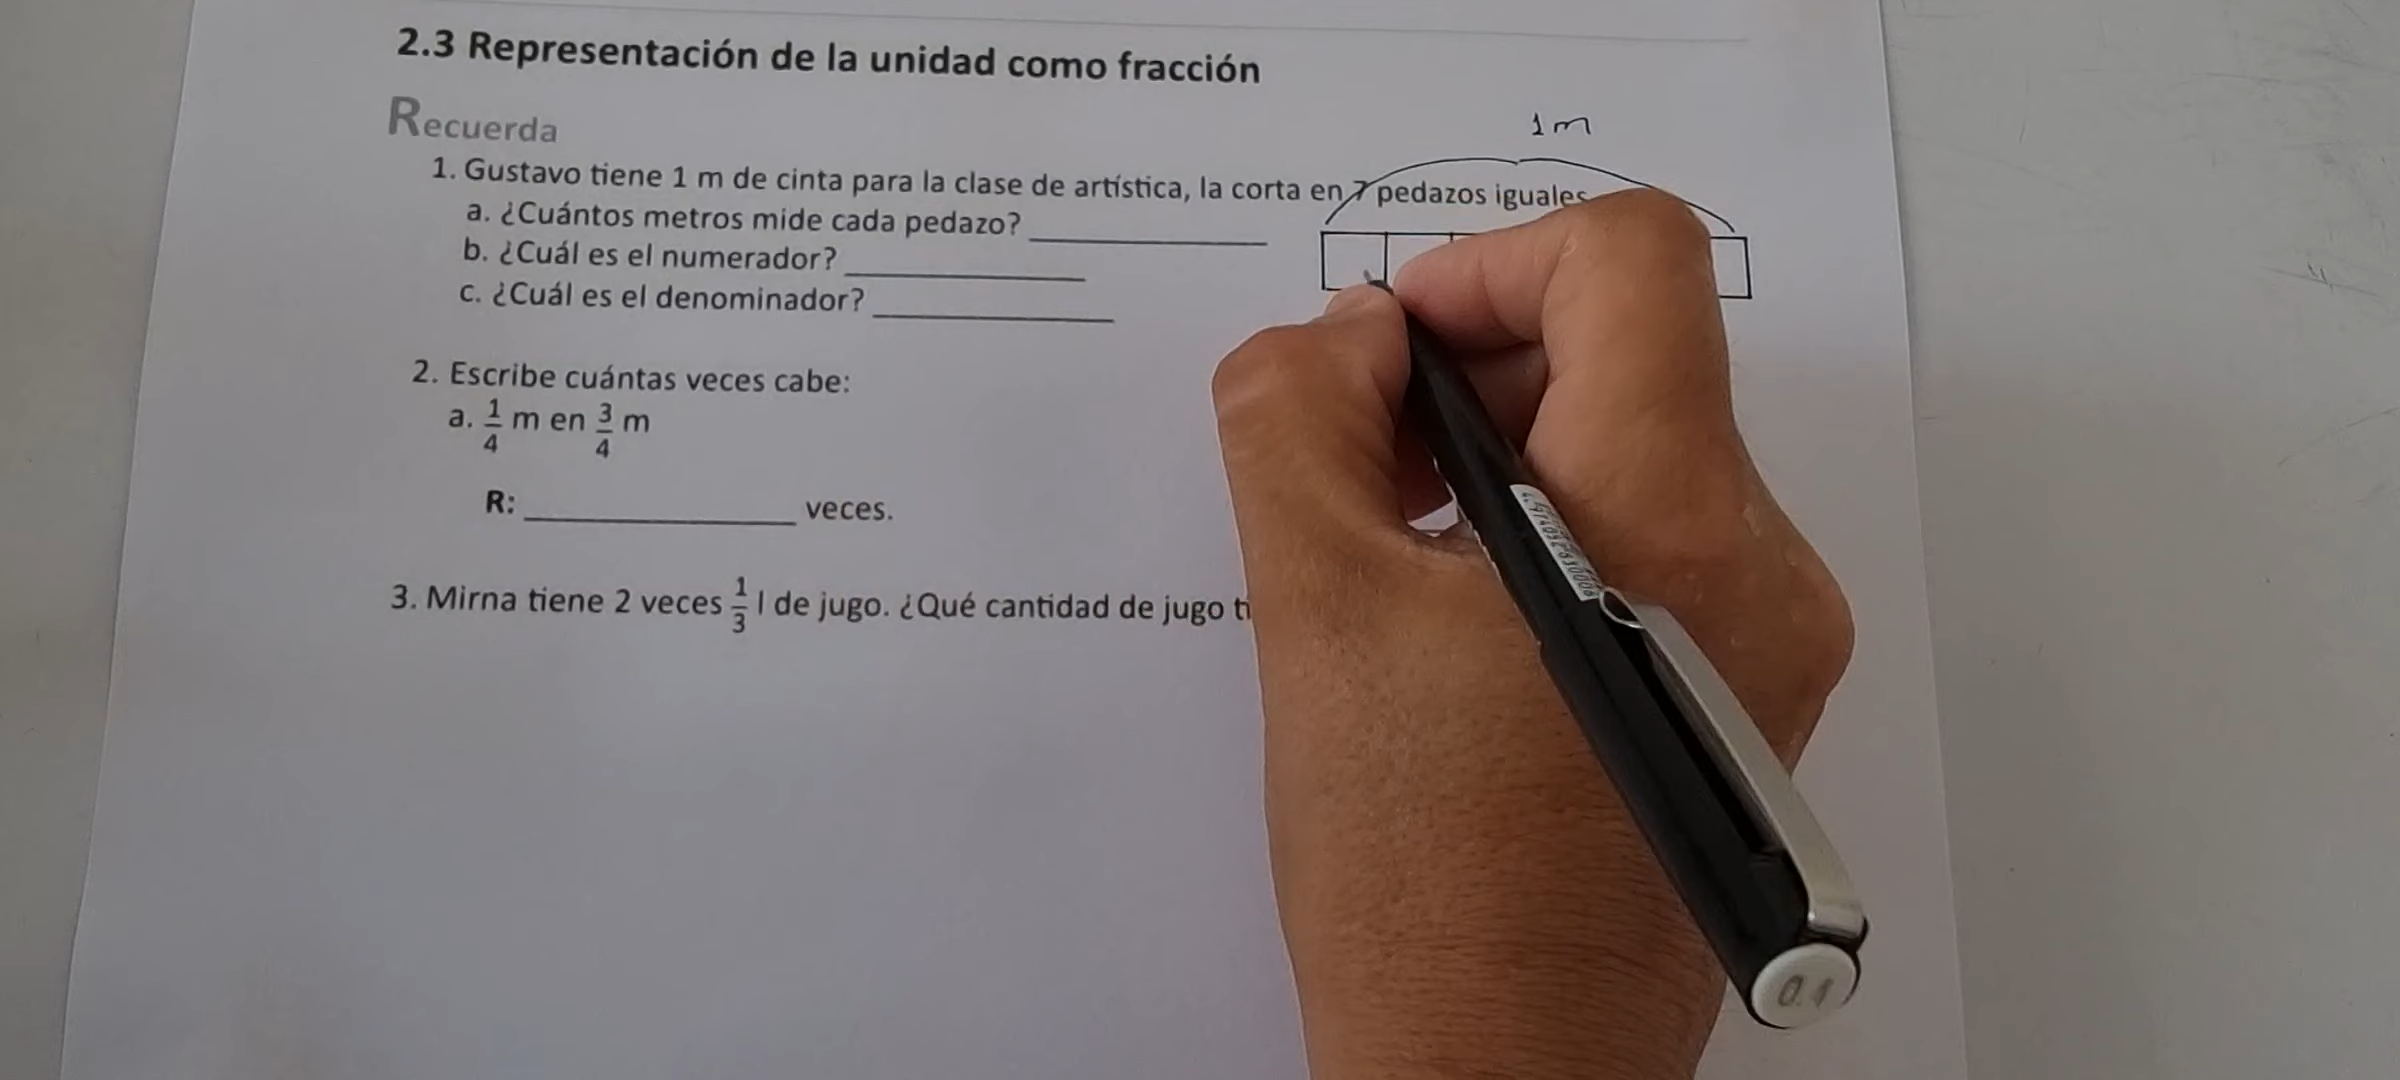 2.3 Representación de la unidad como fracción
Recuerda
1 m
1. Gustavo tiene 1 m de cinta para la clase de artística, la corta en 7 pedazos iguales
a. ¿Cuántos metros mide cada pedazo?
b. ¿Cuál es el numerador?
c. ¿Cuál es el denominador?
2. Escribe cuántas veces cabe:
a. 1/4 m en 3/4 m
R: veces.
3. Mirna tiene 2 veces 1/3 l de jugo. ¿Qué cantidad de jugo
0.4